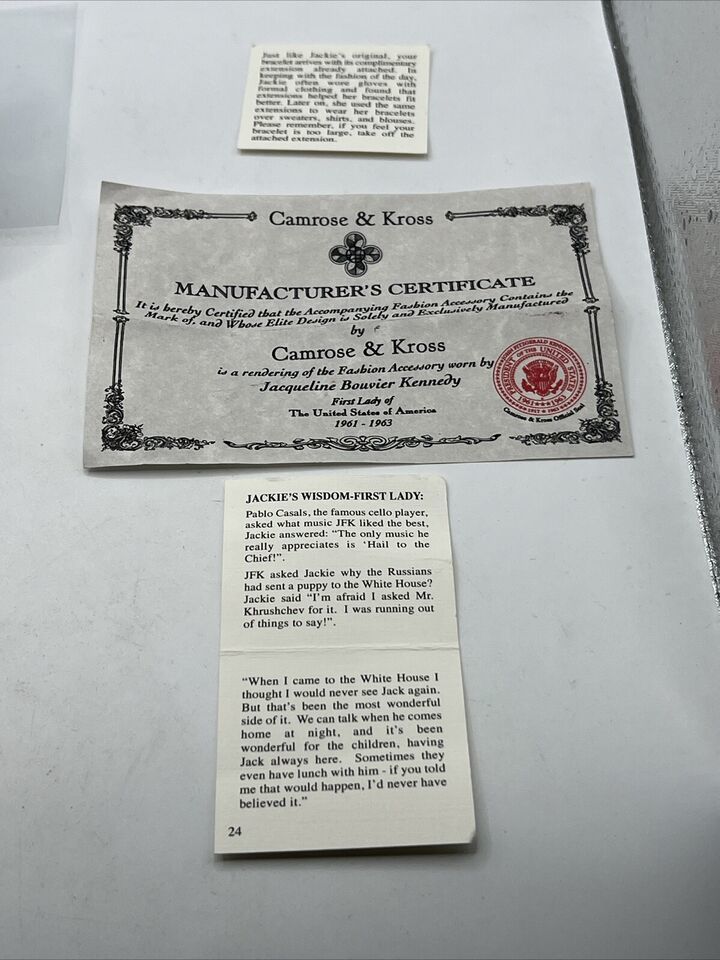 Just like Jackie's original, your
bracelet arrives with its complimentary
extension already attached. In
keeping with the fashion of the day,
Jackie often wore gloves with
formal clothing and found that
extensions helped her bracelets fit
better. Later on, she used the same
extensions to wear her bracelets
over sweaters, shirts, and blouses.
Please remember, if you feel your
bracelet is too large, take off the
attached extension.
Camrose & Kross
MANUFACTURER'S CERTIFICATE
It is hereby Certified that the Accompanying Fashion Accessory Contains the
Mark of, and Whose Elite Design is Solely and Exclusively Manufactured
by
Camrose & Kross
is a rendering of the Fashion Accessory worn by
Jacqueline Bouvier Kennedy
First Lady of
The United States of America
1961 - 1963
PRESIDENT OF THE UNITED STATES
1961 1963
1917 1963
Camrose & Kross Official Seal
JACKIE'S WISDOM-FIRST LADY:
Pablo Casals, the famous cello player,
asked what music JFK liked the best,
Jackie answered: "The only music he
really appreciates is 'Hail to the
Chief!".
JFK asked Jackie why the Russians
had sent a puppy to the White House?
Jackie said "I'm afraid I asked Mr.
Khrushchev for it. I was running out
of things to say!".
"When I came to the White House I
thought I would never see Jack again.
But that's been the most wonderful
side of it. We can talk when he comes
home at night, and it's been
wonderful for the children, having
Jack always here. Sometimes they
even have lunch with him - if you told
me that would happen, I'd never have
believed it."
24